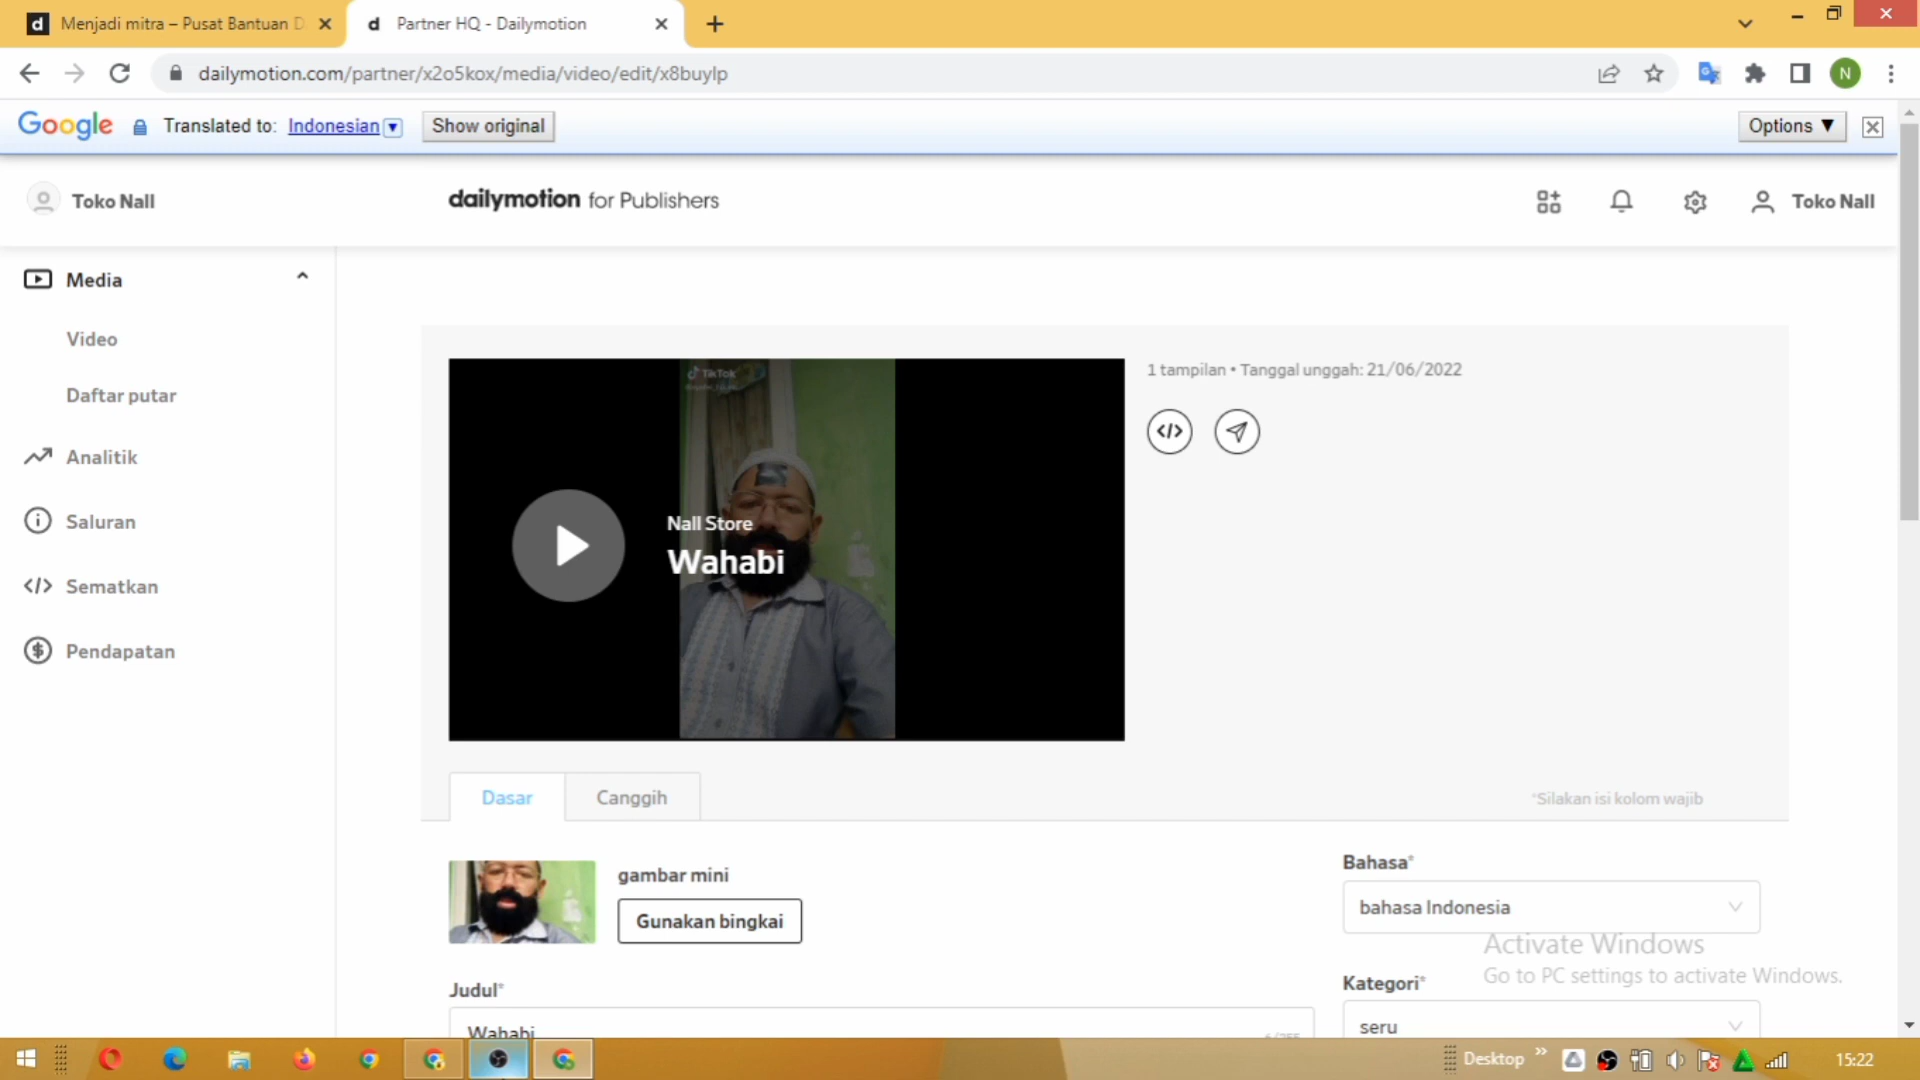 Menjadi mitra – Pusat Bantuan D
Partner HQ - Dailymotion
dailymotion.com/partner/x2o5kox/media/video/edit/x8buylp
N
Google Translated to: Indonesian Show original
Options ▼
Toko Nall
dailymotion for Publishers
Toko Nall
Media
Video
Daftar putar
Analitik
Saluran
Sematkan
Pendapatan
TikTok
Nall Store
Wahabi
1 tampilan • Tanggal unggah: 21/06/2022
Dasar
Canggih
*Silakan isi kolom wajib
gambar mini
Gunakan bingkai
Judul*
Wahabi
Bahasa*
bahasa Indonesia
Kategori*
seru
Activate Windows
Go to PC settings to activate Windows.
Desktop
15:22